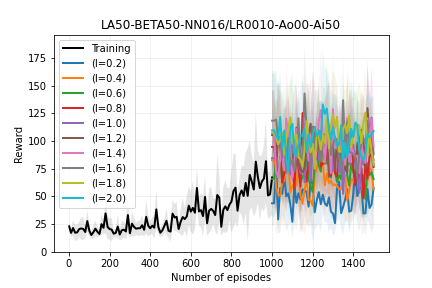 LA50-BETA50-NN016/LR0010-Ao00-Ai50
Reward
175
150
125
100
75
50
25
0
Training
(l=0.2)
(l=0.4)
(l=0.6)
(l=0.8)
(l=1.0)
(l=1.2)
(l=1.4)
(l=1.6)
(l=1.8)
(l=2.0)
0 200 400 600 800 1000 1200 1400
Number of episodes